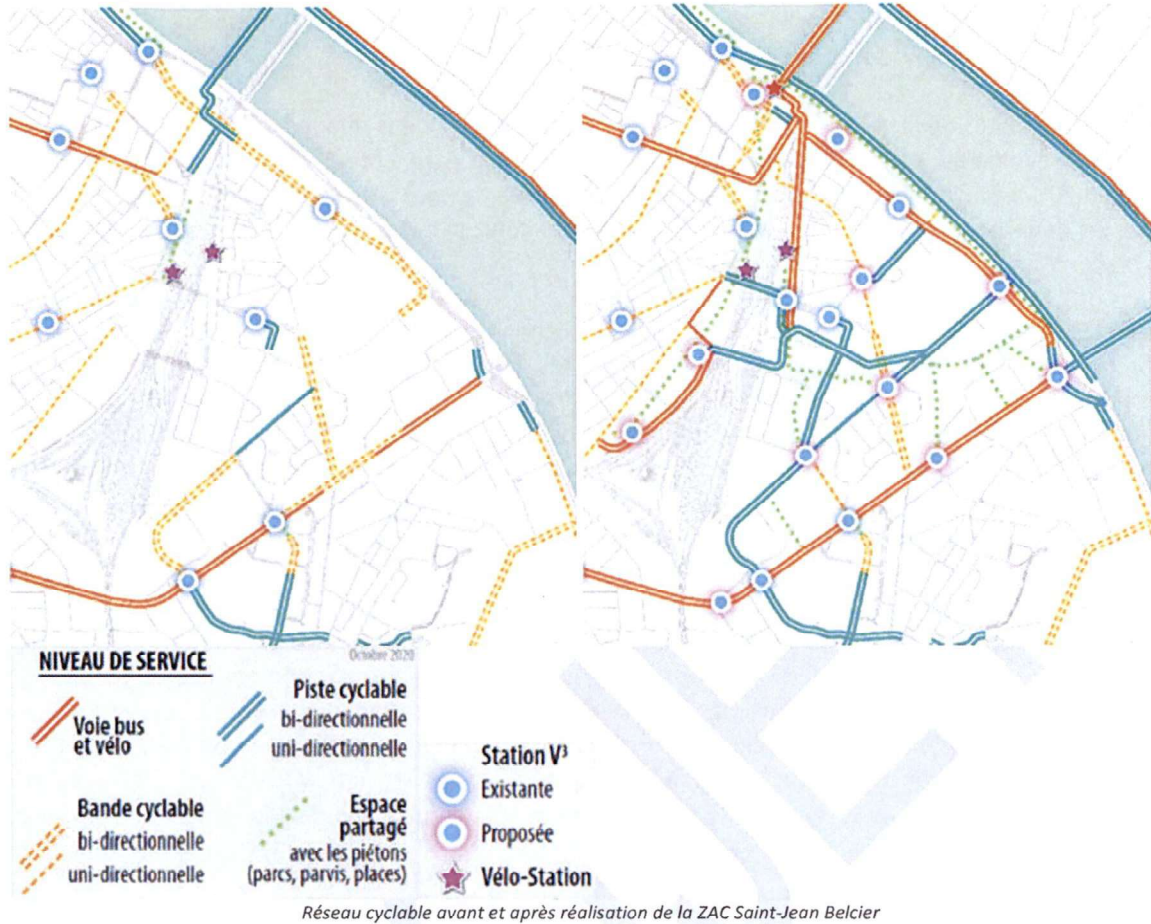 NIVEAU DE SERVICE
Octobre 2020
Voie bus
et vélo
Piste cyclable
bi-directionnelle
uni-directionnelle
Bande cyclable
bi-directionnelle
uni-directionnelle
Espace
partagé
avec les piétons
(parcs, parvis, places)
Station V³
Existante
Proposée
Vélo-Station
Réseau cyclable avant et après réalisation de la ZAC Saint-Jean Belcier